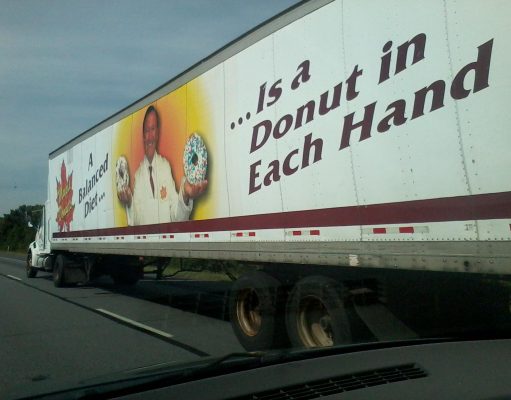 A
Balanced
Diet...
...Is a
Donut in
Each Hand